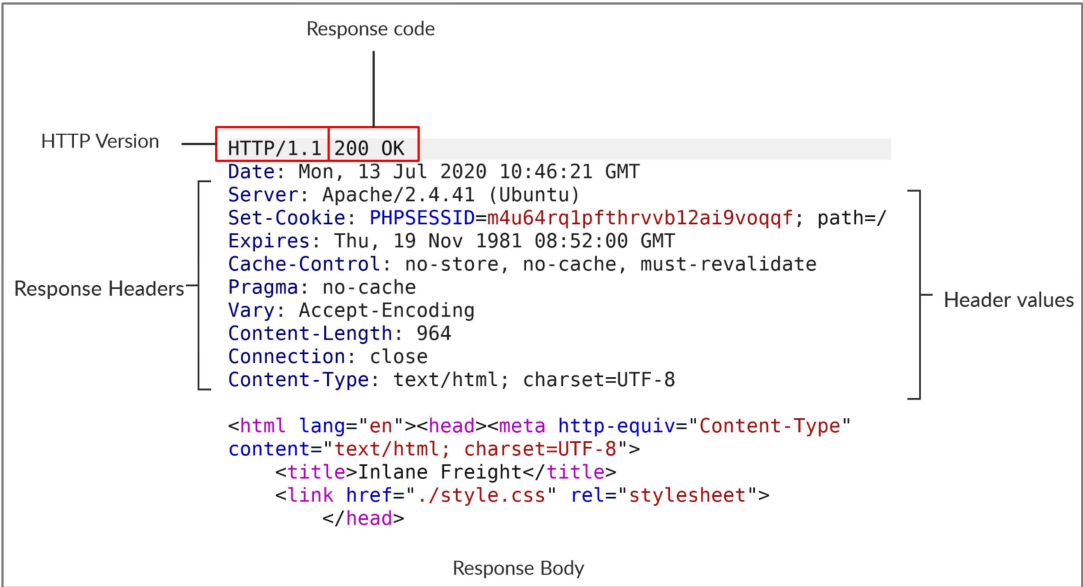 Response code
HTTP Version
HTTP/1.1 200 OK
Date: Mon, 13 Jul 2020 10:46:21 GMT
Server: Apache/2.4.41 (Ubuntu)
Set-Cookie: PHPSESSID=m4u64rq1pfthrvvb12ai9voqqf; path=/
Expires: Thu, 19 Nov 1981 08:52:00 GMT
Cache-Control: no-store, no-cache, must-revalidate
Response Headers
Pragma: no-cache
Header values
Vary: Accept-Encoding
Content-Length: 964
Connection: close
Content-Type: text/html; charset=UTF-8
<html lang="en"><head><meta http-equiv="Content-Type"
content="text/html; charset=UTF-8">
    <title>Inlane Freight</title>
    <link href="./style.css" rel="stylesheet">
        </head>
Response Body